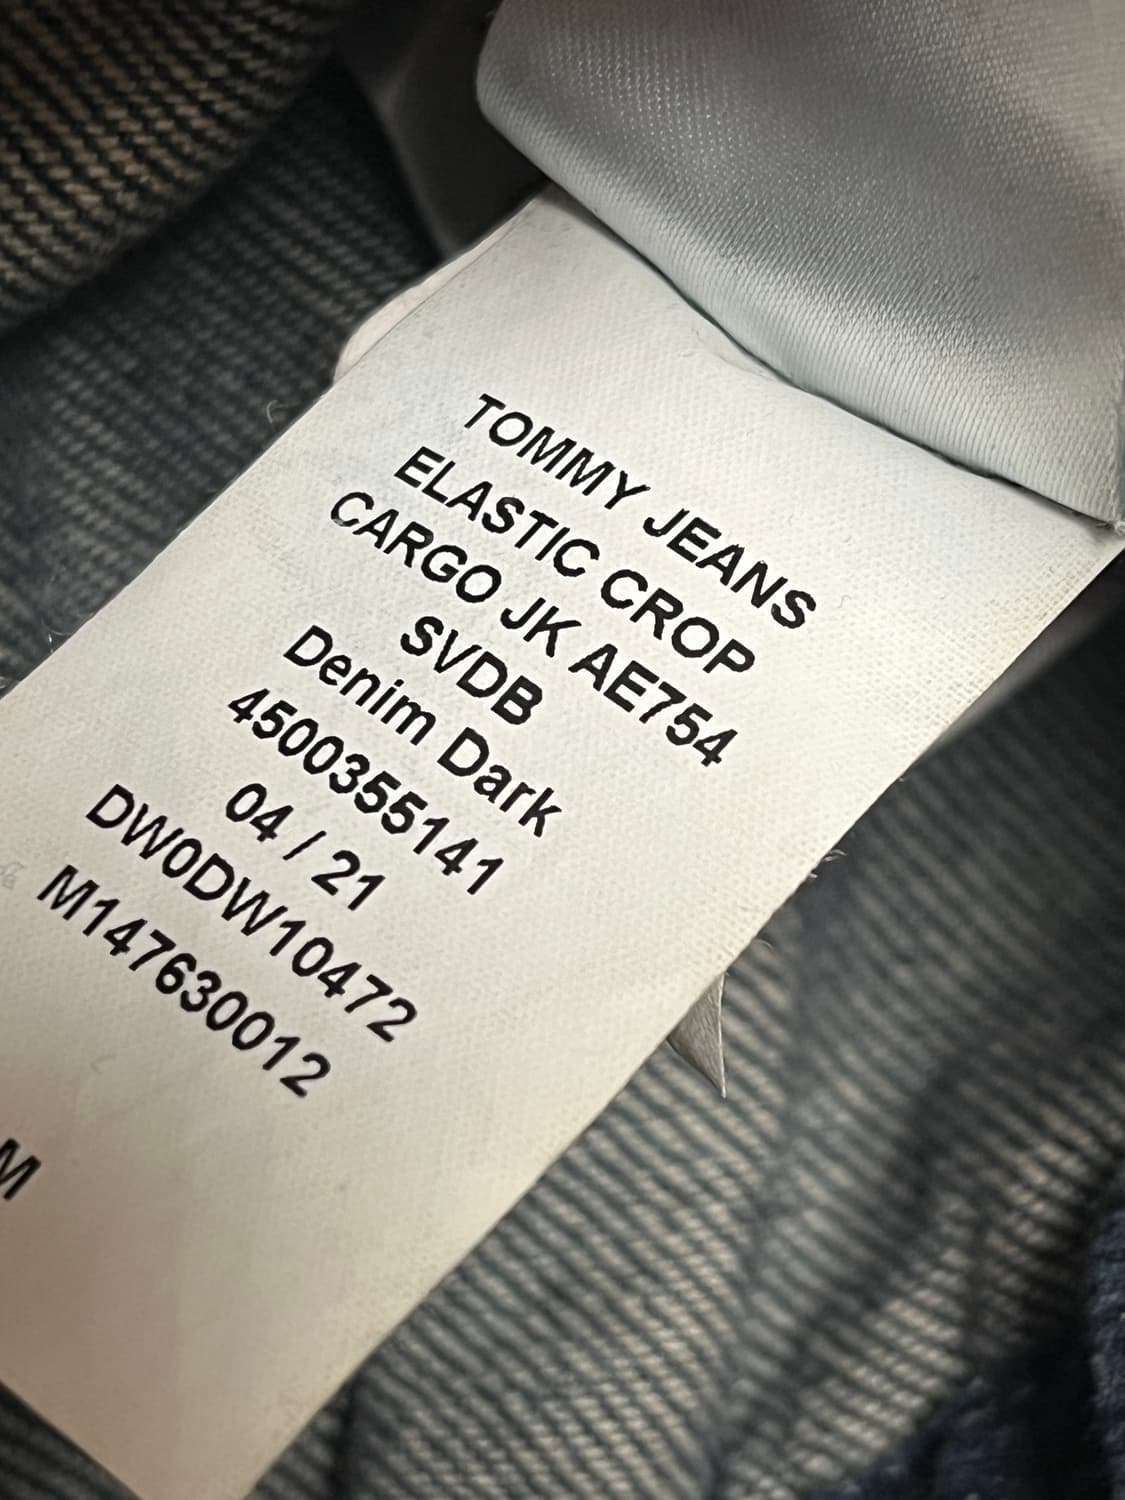 TOMMY JEANS
ELASTIC CROP
CARGO JK AE754
SVDB
Denim Dark
4500355141
04 / 21
DW0DW10472
M147630012
M